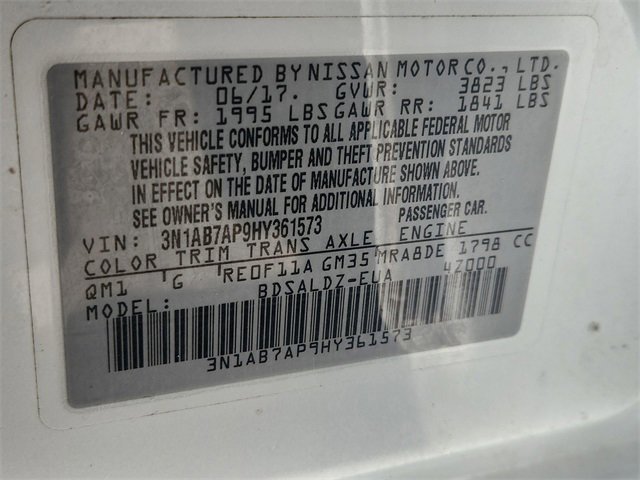 MANUFACTURED BY NISSAN MOTOR CO., LTD.
DATE: 06/17. GVWR: 3823 LBS
GAWR FR: 1995 LBS GAWR RR: 1841 LBS
THIS VEHICLE CONFORMS TO ALL APPLICABLE FEDERAL MOTOR
VEHICLE SAFETY, BUMPER AND THEFT PREVENTION STANDARDS
IN EFFECT ON THE DATE OF MANUFACTURE SHOWN ABOVE.
SEE OWNER'S MANUAL FOR ADDITIONAL INFORMATION.
VIN: 3N1AB7AP9HY361573 PASSENGER CAR.
COLOR TRIM TRANS AXLE ENGINE
QM1 G RE0F11A GM35 MRA8DE 1798 CC
MODEL: BDSALDZ-EUA 4Z000
3N1AB7AP9HY361573